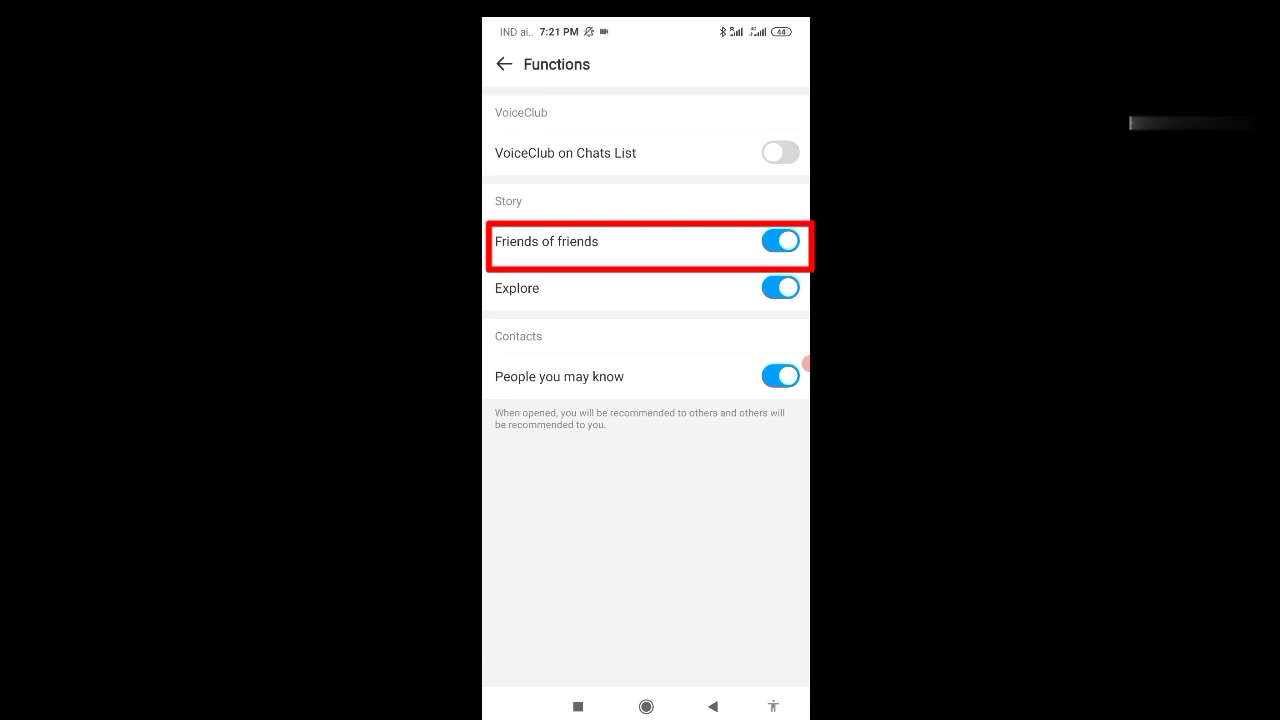 IND ai.. 7:21 PM 44
Functions
VoiceClub
VoiceClub on Chats List
Story
Friends of friends
Explore
Contacts
People you may know
When opened, you will be recommended to others and others will
be recommended to you.